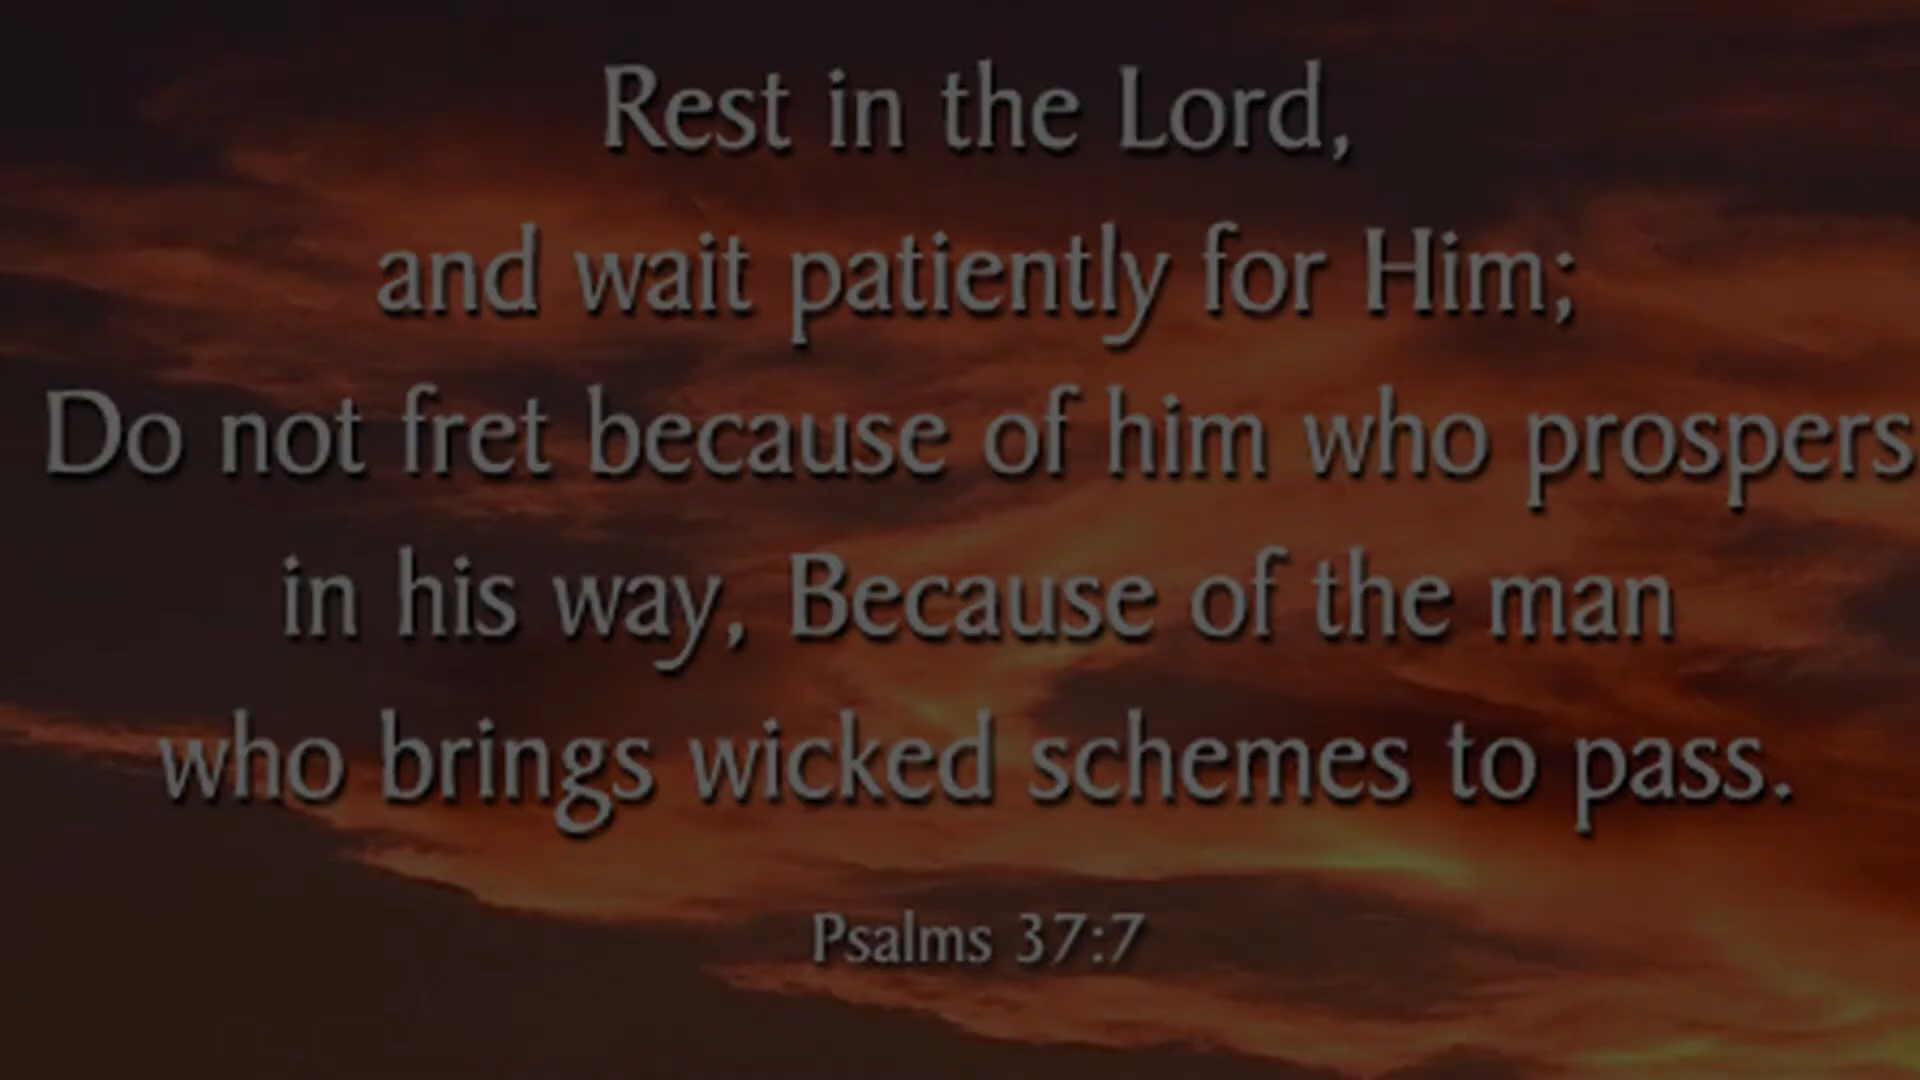 Rest in the Lord,
and wait patiently for Him;
Do not fret because of him who prospers
in his way, Because of the man
who brings wicked schemes to pass.
Psalms 37:7